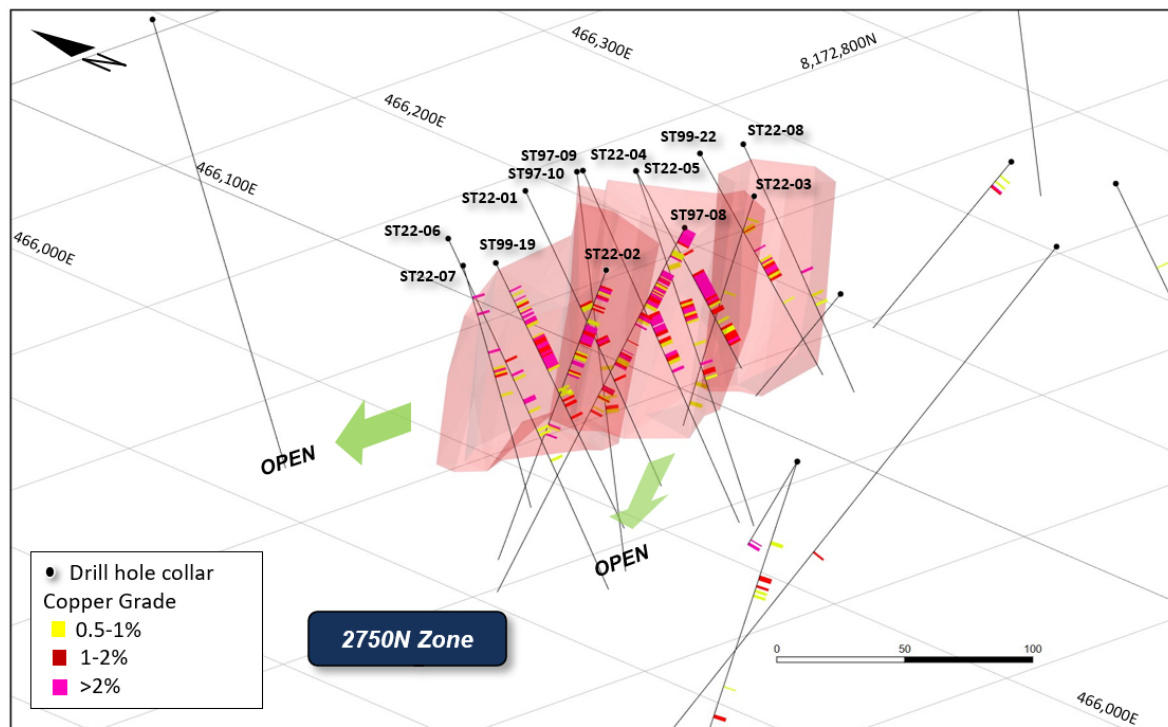 N
466,300E
8,172,800N
466,200E
466,100E
466,000E
ST99-22
ST22-08
ST97-09
ST22-04
ST97-10
ST22-05
ST22-01
ST22-03
ST22-06
ST97-08
ST99-19
ST22-02
ST22-07
OPEN
OPEN
Drill hole collar
Copper Grade
0.5-1%
1-2%
>2%
2750N Zone
0
50
100
466,000E